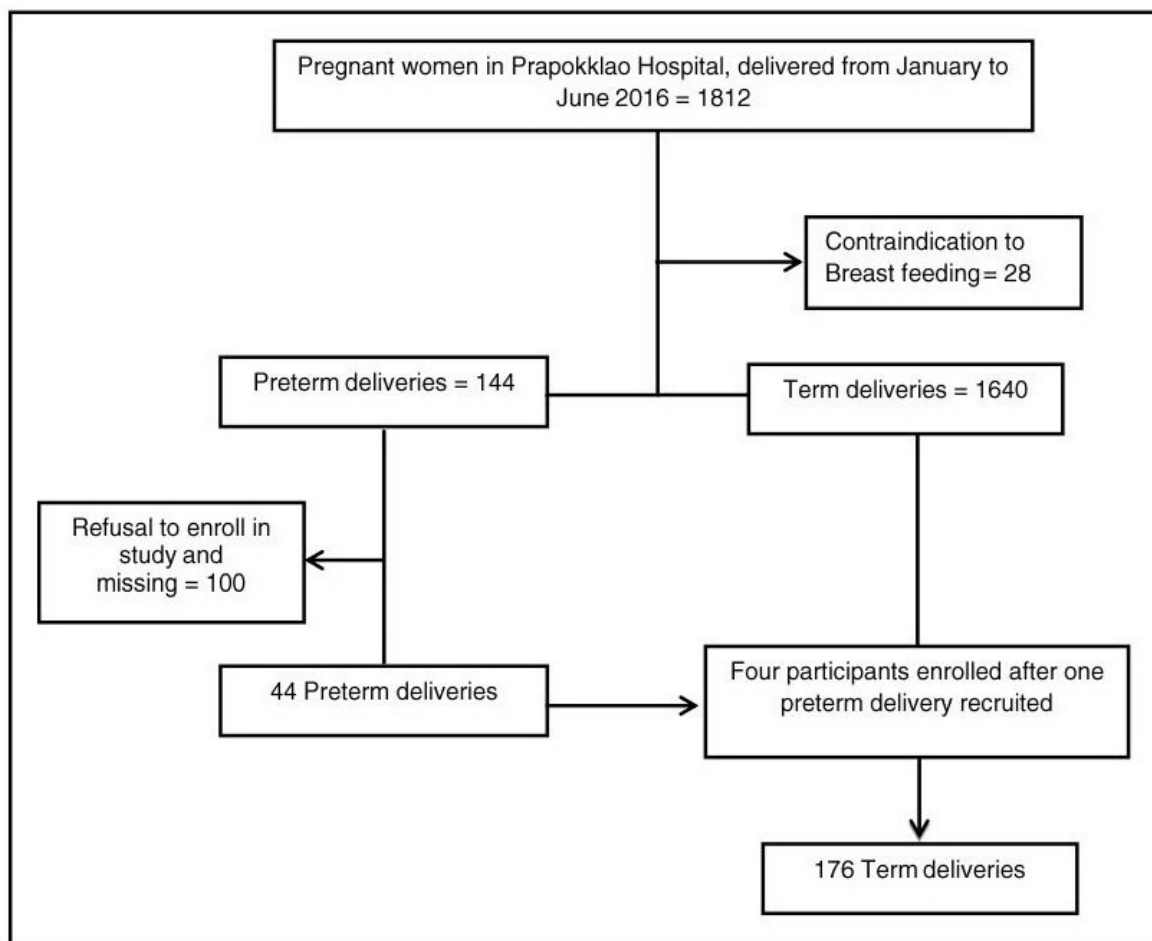 Pregnant women in Prapokklao Hospital, delivered from January to
June 2016 = 1812
Contraindication to
Breast feeding = 28
Preterm deliveries = 144
Term deliveries = 1640
Refusal to enroll in
study and
missing = 100
44 Preterm deliveries
Four participants enrolled after one
preterm delivery recruited
176 Term deliveries